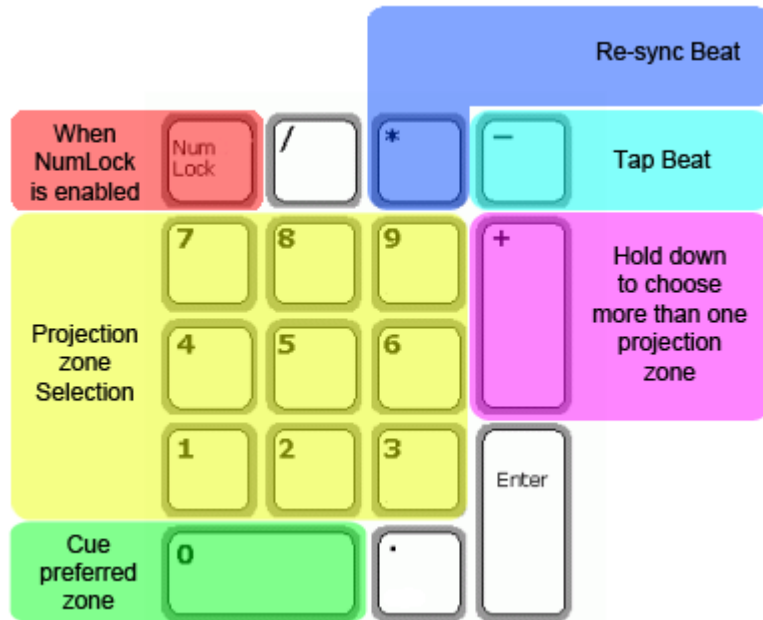 Re-sync Beat
When
NumLock
is enabled
Num
Lock
/
*
-
Tap Beat
7
8
9
+
Hold down
to choose
more than one
projection
zone
Projection
zone
Selection
4
5
6
1
2
3
Enter
Cue
preferred
zone
0
.